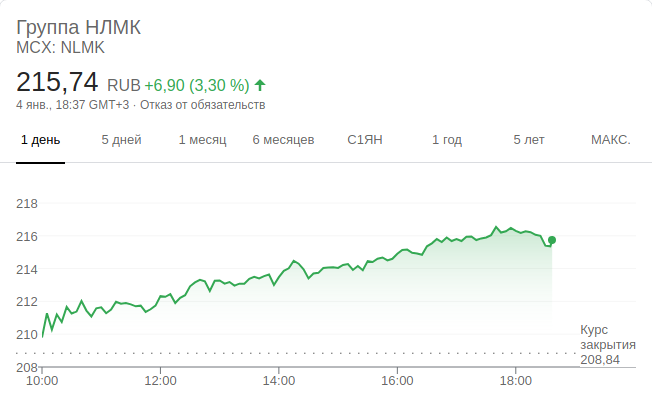 Группа НЛМК
MCX: NLMK
215,74 RUB +6,90 (3,30 %)
4 янв., 18:37 GMT+3 · Отказ от обязательств
1 день 5 дней 1 месяц 6 месяцев С1ЯН 1 год 5 лет МАКС.
218
216
214
212
210
208
Курс
закрытия
208,84
10:00 12:00 14:00 16:00 18:00